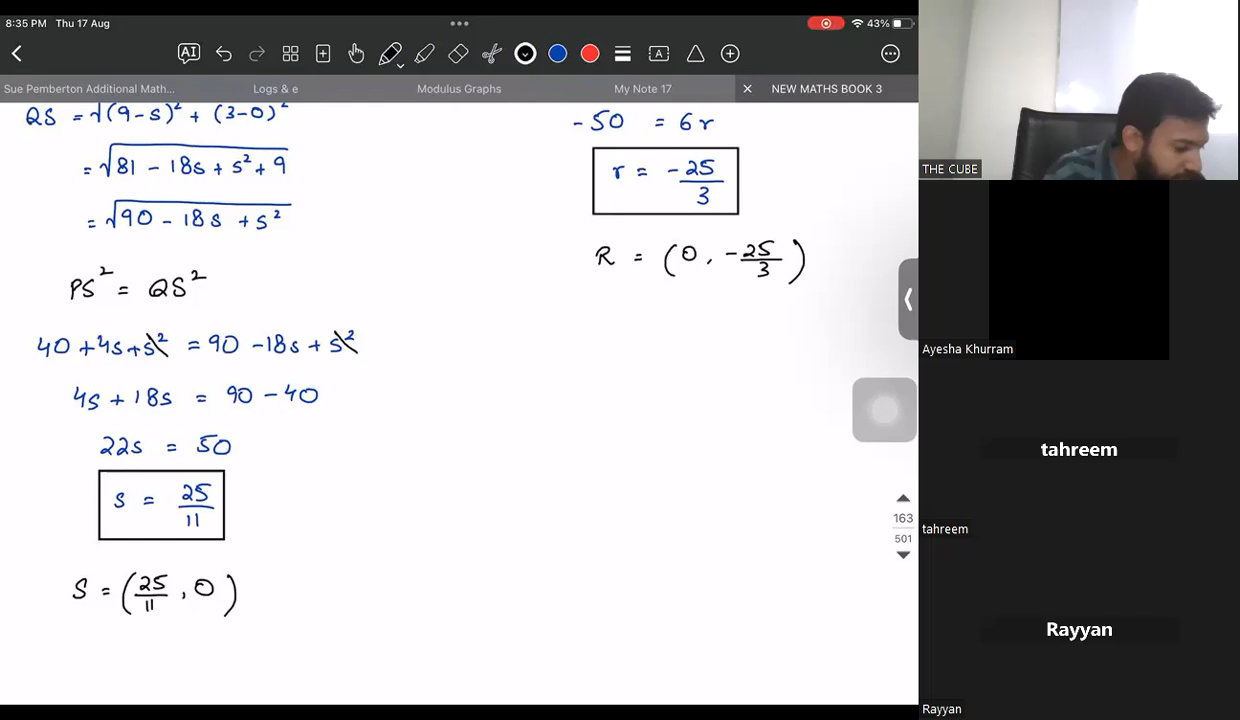 8:35 PM Thu 17 Aug
43%
AI
A
Sue Pemberton Additional Math...
Logs & e
Modulus Graphs
My Note 17
NEW MATHS BOOK 3
QS = √(9-s)² + (3-0)²
= √81 - 18s + s² + 9
= √90 - 18s + s²
PS² = QS²
40 + 4s + s² = 90 - 18s + s²
4s + 18s = 90 - 40
22s = 50
s = 25/11
S = (25/11, 0)
-50 = 6r
r = -25/3
R = (0, -25/3)
163
501
THE CUBE
Ayesha Khurram
tahreem
tahreem
Rayyan
Rayyan